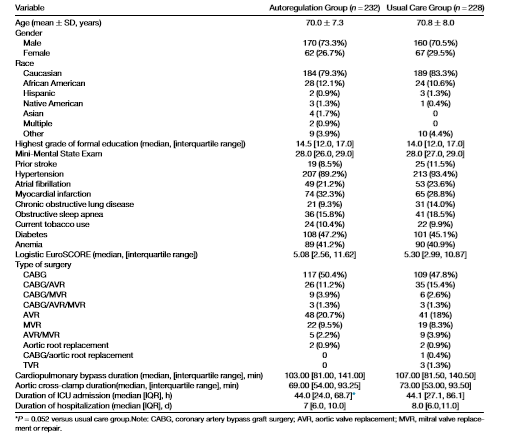 Variable Autoregulation Group (n = 232) Usual Care Group (n = 228)
Age (mean ± SD, years) 70.0 ± 7.3 70.8 ± 8.0
Gender
Male 170 (73.3%) 160 (70.5%)
Female 62 (26.7%) 67 (29.5%)
Race
Caucasian 184 (79.3%) 189 (83.3%)
African American 28 (12.1%) 24 (10.6%)
Hispanic 2 (0.9%) 3 (1.3%)
Native American 3 (1.3%) 1 (0.4%)
Asian 4 (1.7%) 0
Multiple 2 (0.9%) 0
Other 9 (3.9%) 10 (4.4%)
Highest grade of formal education (median, [interquartile range]) 14.5 [12.0, 17.0] 14.0 [12.0, 17.0]
Mini-Mental State Exam 28.0 [26.0, 29.0] 28.0 [27.0, 29.0]
Prior stroke 19 (8.5%) 25 (11.5%)
Hypertension 207 (89.2%) 213 (93.4%)
Atrial fibrillation 49 (21.2%) 53 (23.6%)
Myocardial infarction 74 (32.3%) 65 (28.8%)
Chronic obstructive lung disease 21 (9.3%) 31 (14.0%)
Obstructive sleep apnea 36 (15.8%) 41 (18.5%)
Current tobacco use 24 (10.4%) 22 (9.9%)
Diabetes 108 (47.2%) 101 (45.1%)
Anemia 89 (41.2%) 90 (40.9%)
Logistic EuroSCORE (median, [interquartile range]) 5.08 [2.56, 11.62] 5.30 [2.99, 10.87]
Type of surgery
CABG 117 (50.4%) 109 (47.8%)
CABG/AVR 26 (11.2%) 35 (15.4%)
CABG/MVR 9 (3.9%) 6 (2.6%)
CABG/AVR/MVR 3 (1.3%) 3 (1.3%)
AVR 48 (20.7%) 41 (18%)
MVR 22 (9.5%) 19 (8.3%)
AVR/MVR 5 (2.2%) 9 (3.9%)
Aortic root replacement 2 (0.9%) 2 (0.9%)
CABG/aortic root replacement 0 1 (0.4%)
TVR 0 3 (1.3%)
Cardiopulmonary bypass duration (median, [interquartile range], min) 103.00 [81.00, 141.00] 107.00 [81.50, 140.50]
Aortic cross-clamp duration(median, [interquartile range], min) 69.00 [54.00, 93.25] 73.00 [53.00, 93.50]
Duration of ICU admission (median [IQR], h) 44.0 [24.0, 68.7]* 44.1 [27.1, 86.1]
Duration of hospitalization (median [IQR], d) 7 [6.0, 10.0] 8.0 [6.0,11.0]
*P = 0.052 versus usual care group.Note: CABG, coronary artery bypass graft surgery; AVR, aortic valve replacement; MVR, mitral valve replace-
ment or repair.